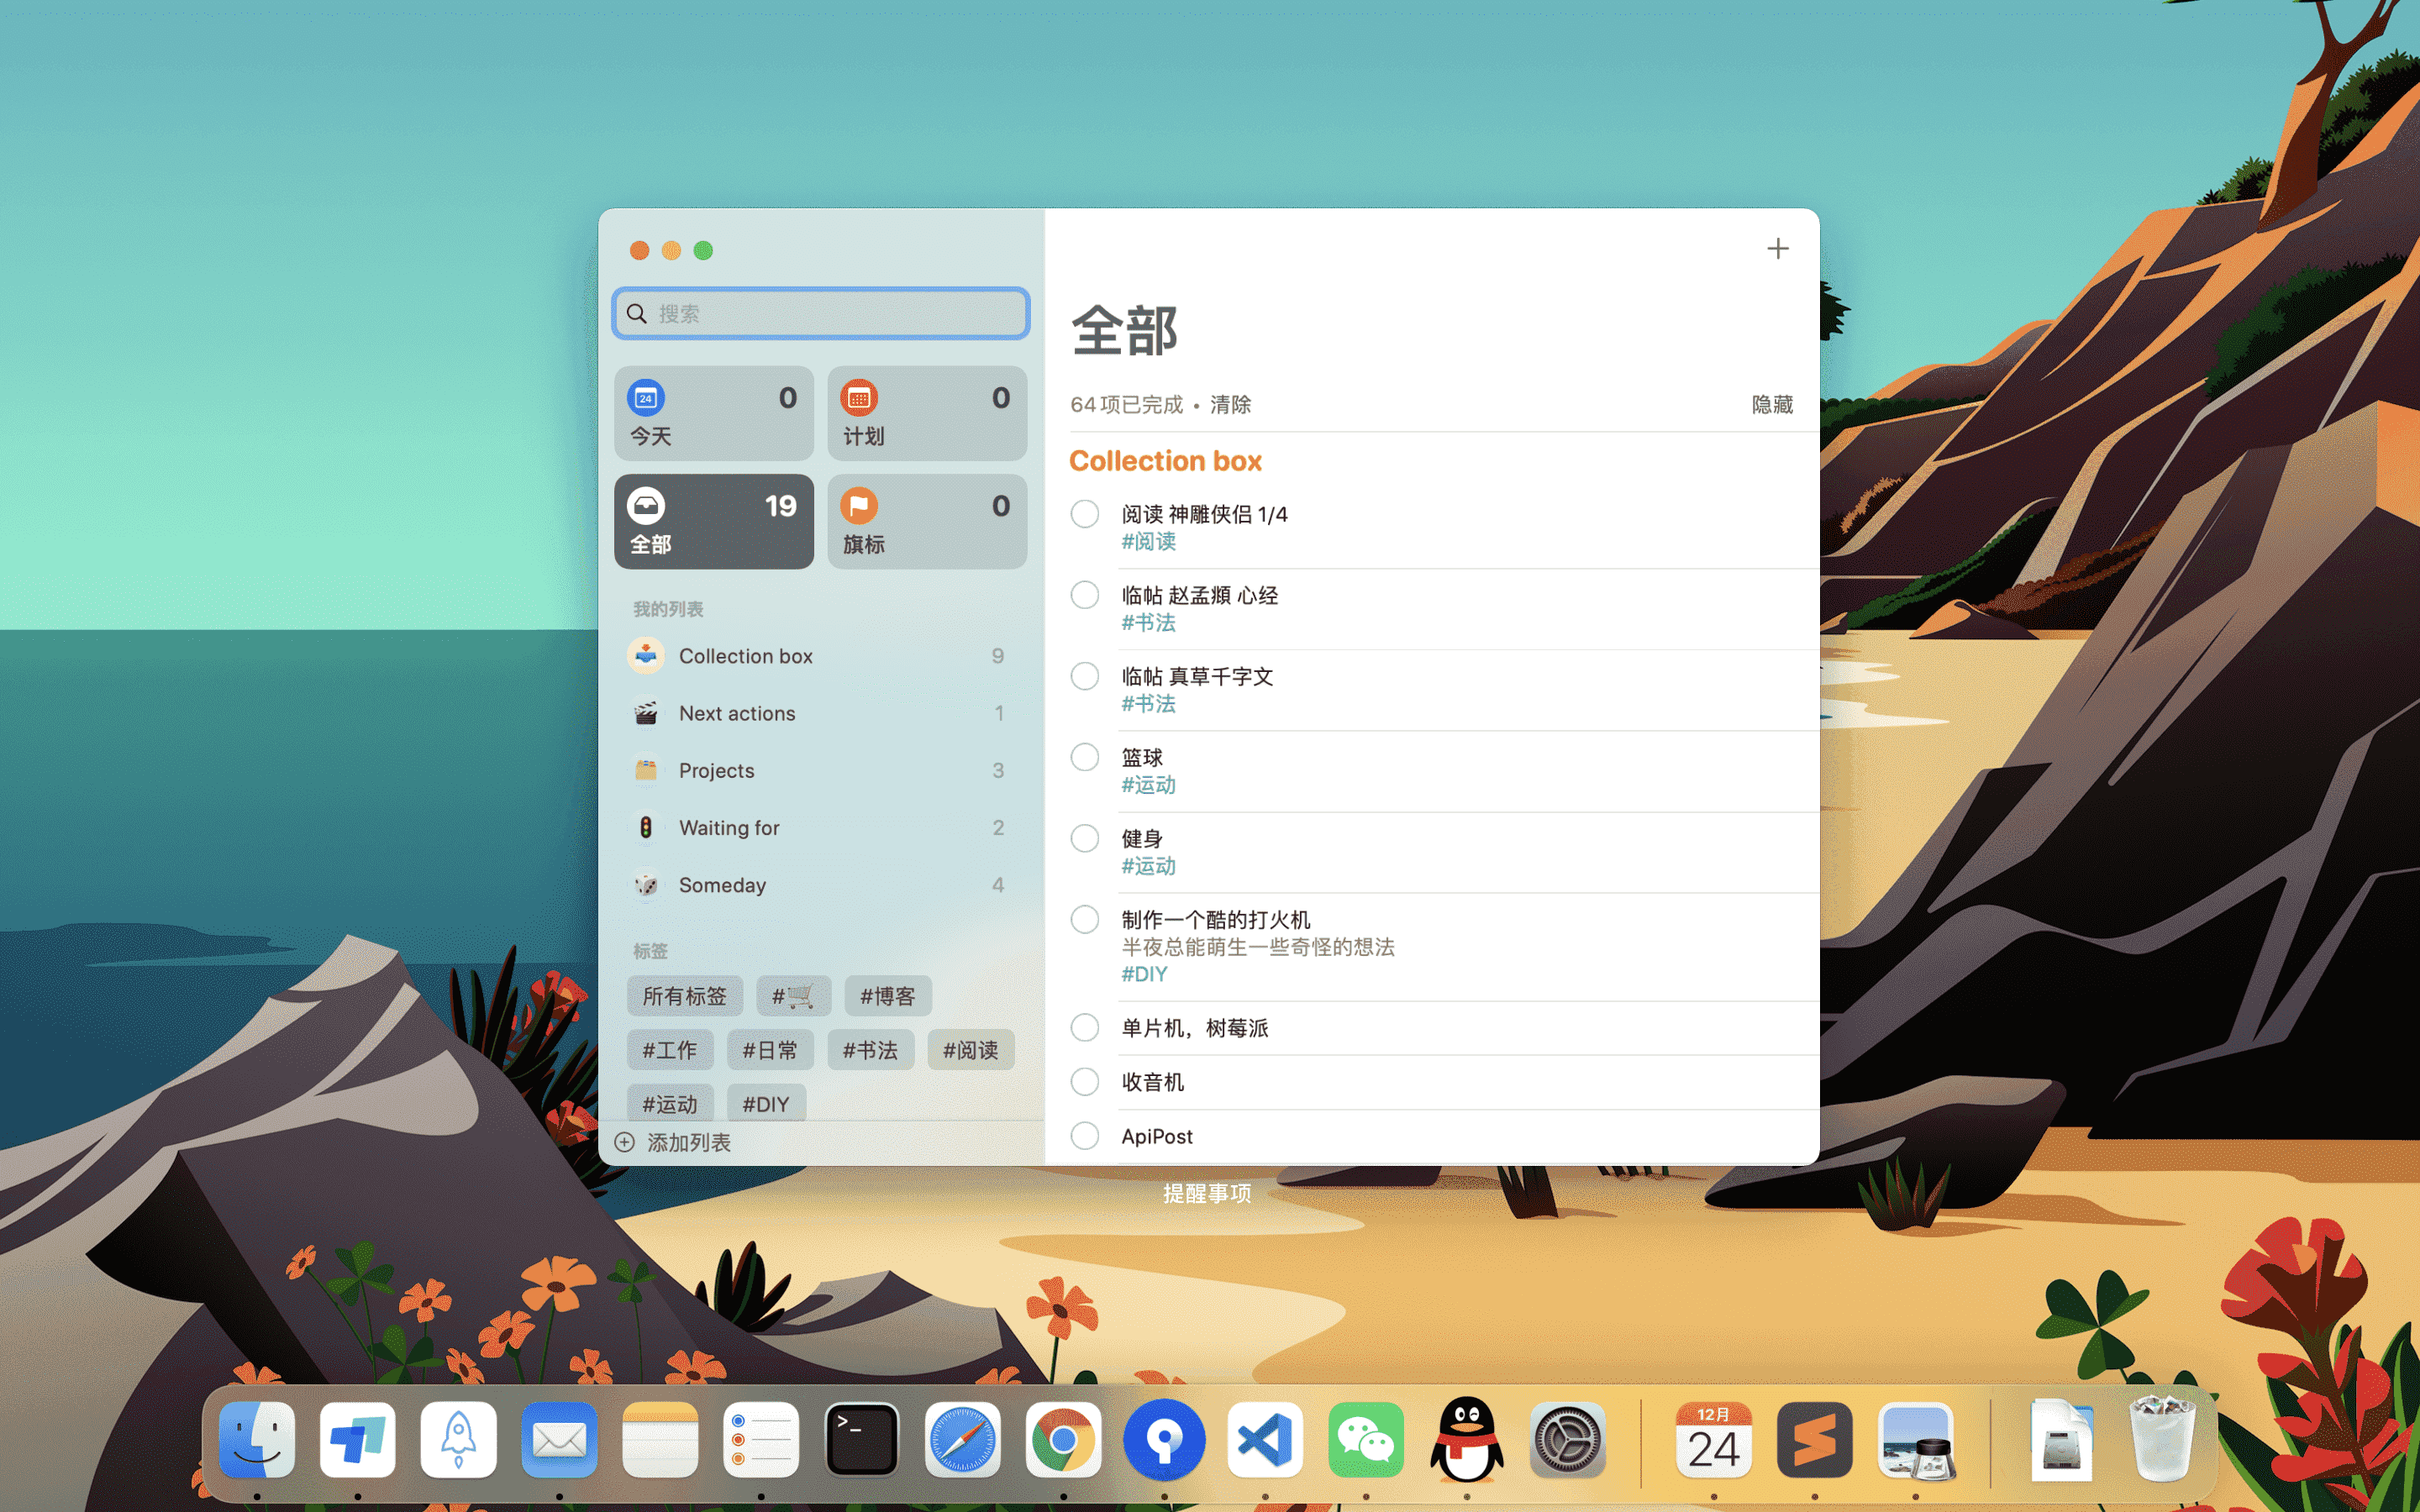 搜索
24
0
今天
0
计划
19
全部
0
旗标
我的列表
Collection box 9
Next actions 1
Projects 3
Waiting for 2
Someday 4
标签
所有标签 #🛒 #博客
#工作 #日常 #书法 #阅读
#运动 #DIY
添加列表
全部
64项已完成 • 清除 隐藏
Collection box
阅读 神雕侠侣 1/4
#阅读
临帖 赵孟頫 心经
#书法
临帖 真草千字文
#书法
篮球
#运动
健身
#运动
制作一个酷的打火机
半夜总能萌生一些奇怪的想法
#DIY
单片机，树莓派
收音机
ApiPost
提醒事项
>_
12月
24